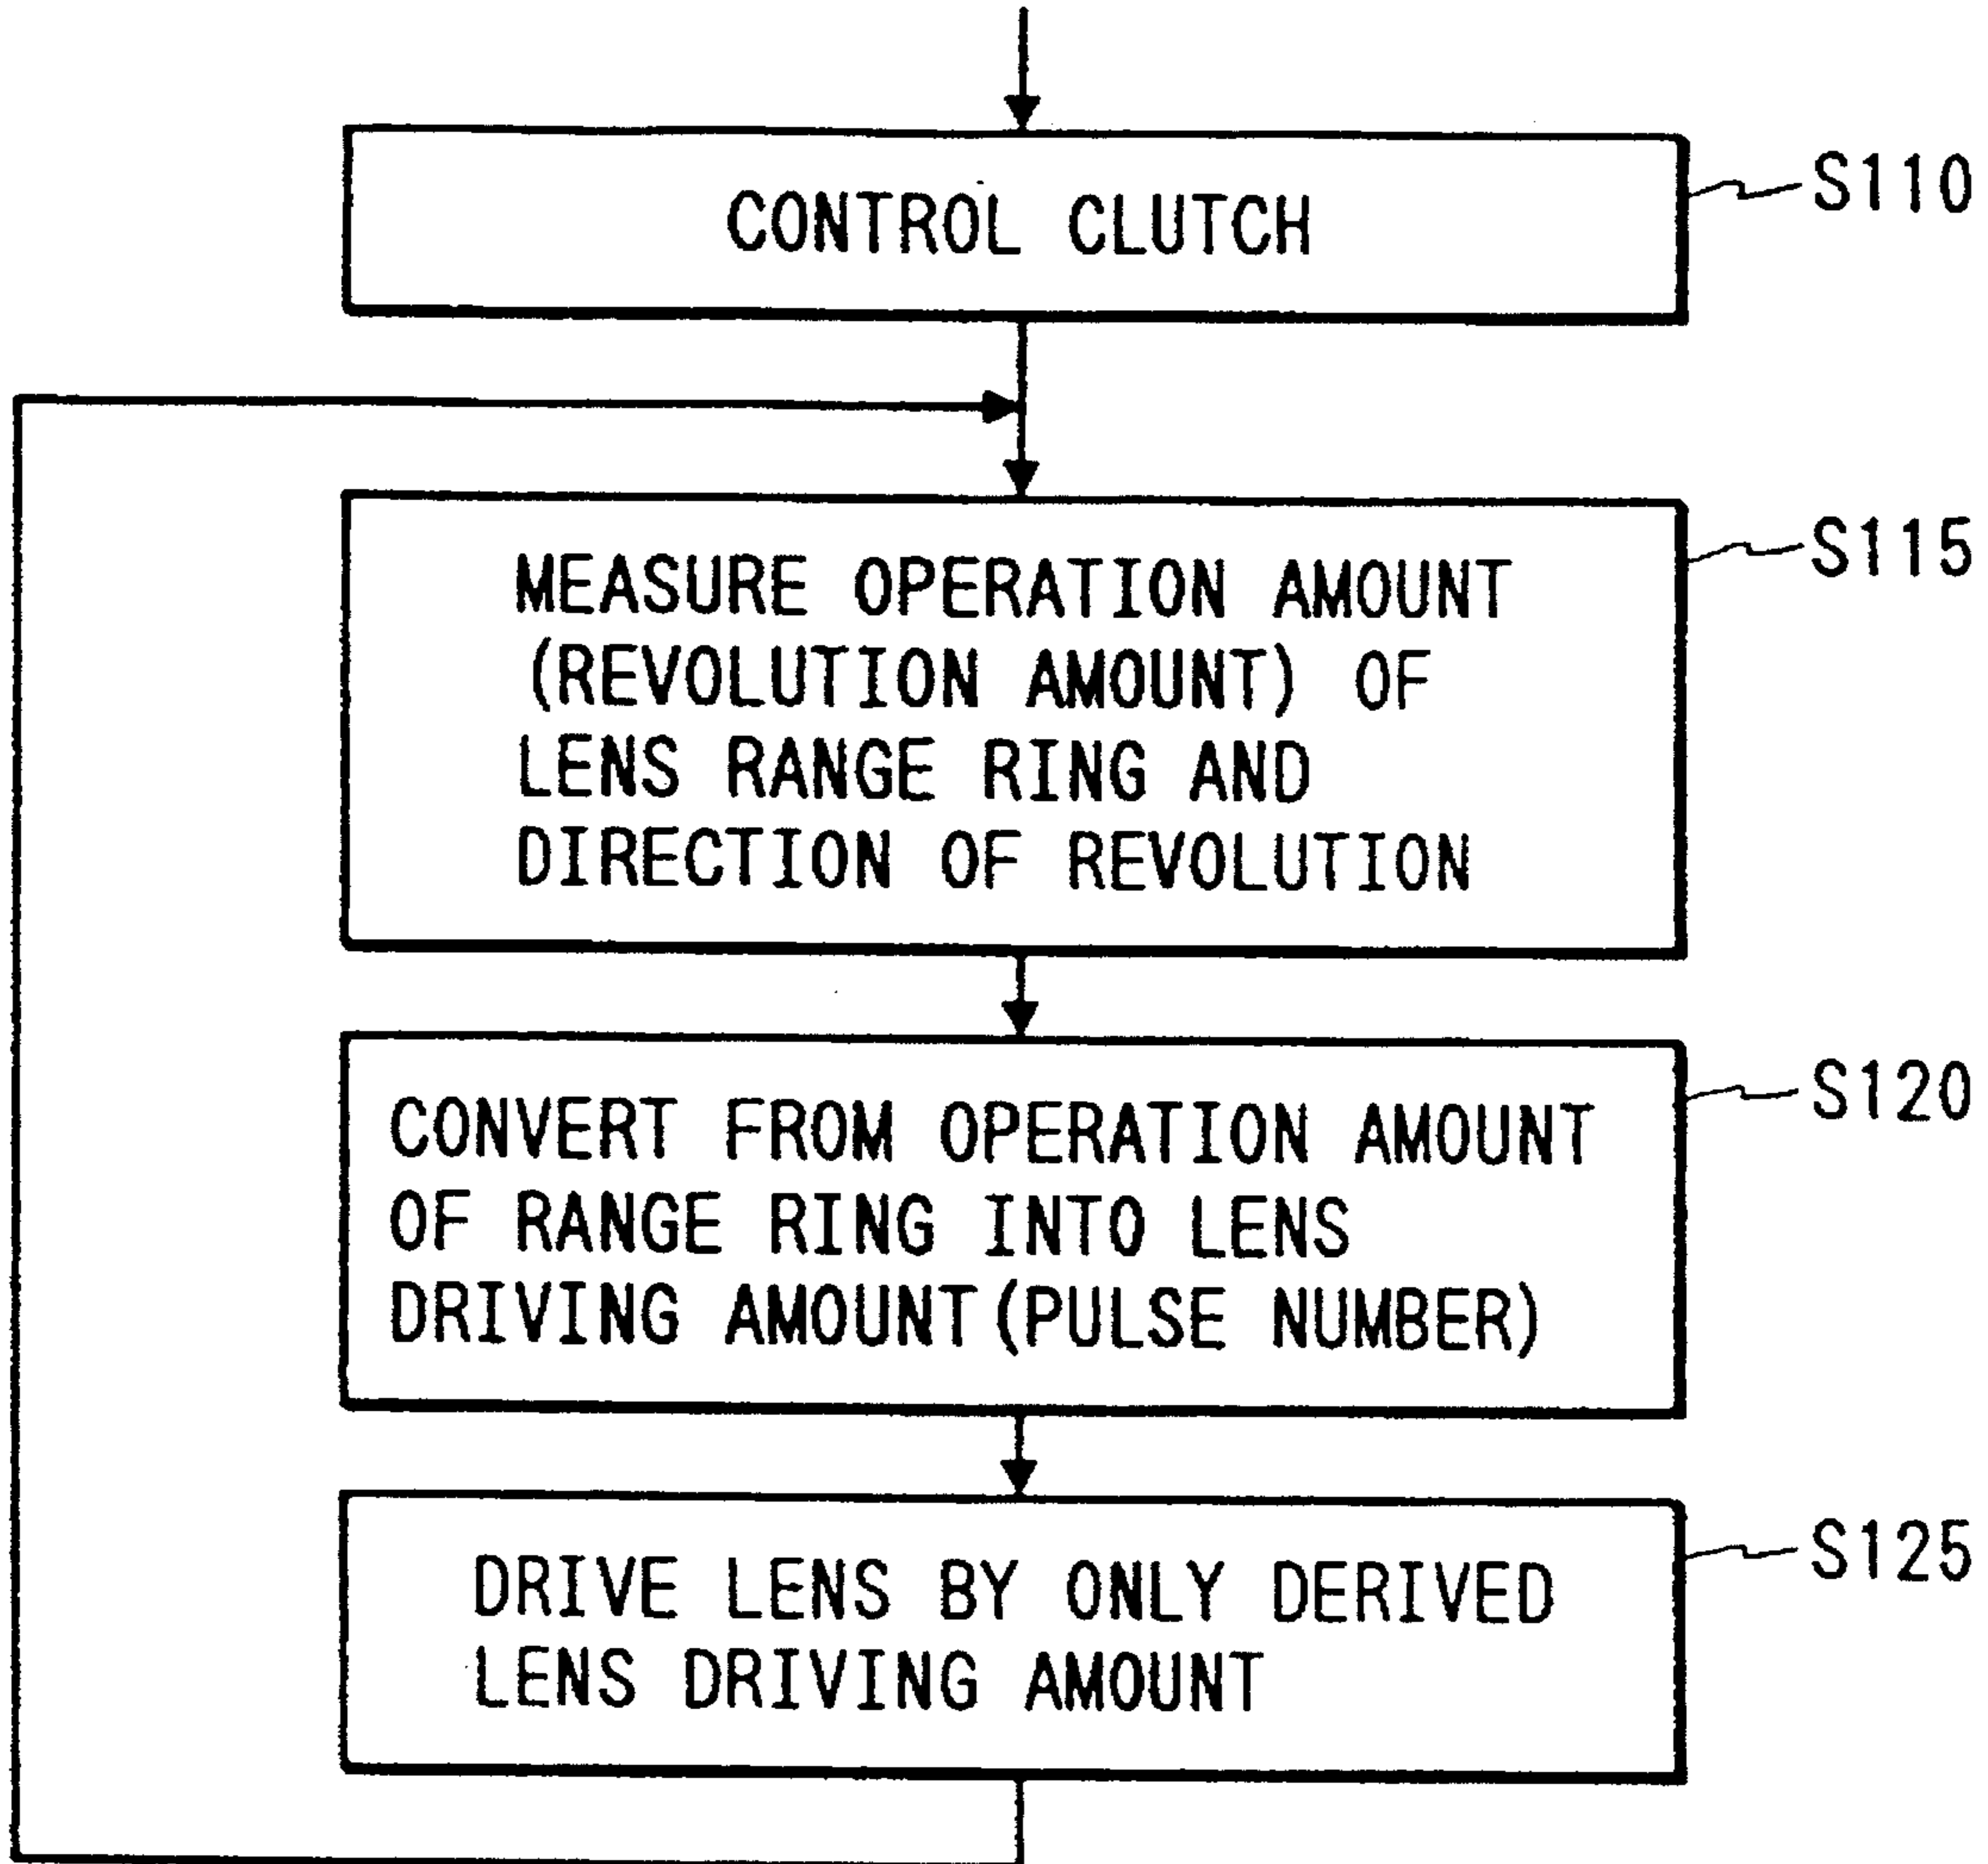 CONTROL CLUTCH
S110
MEASURE OPERATION AMOUNT
(REVOLUTION AMOUNT) OF
LENS RANGE RING AND
DIRECTION OF REVOLUTION
S115
CONVERT FROM OPERATION AMOUNT
OF RANGE RING INTO LENS
DRIVING AMOUNT(PULSE NUMBER)
S120
DRIVE LENS BY ONLY DERIVED
LENS DRIVING AMOUNT
S125